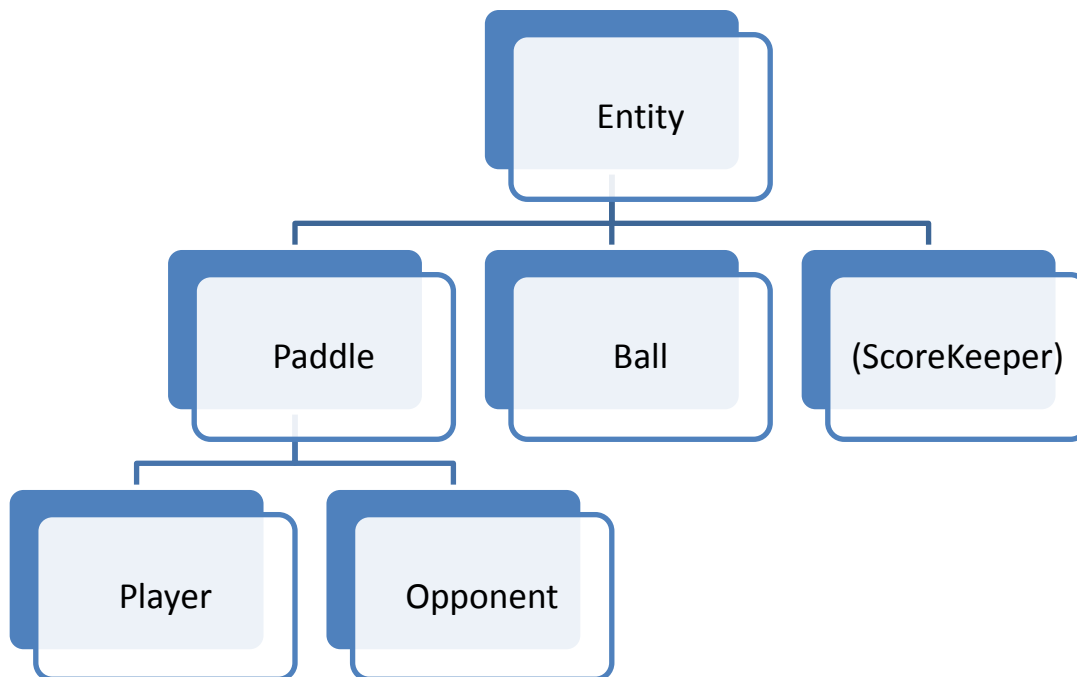 Entity
Paddle
Ball
(ScoreKeeper)
Player
Opponent